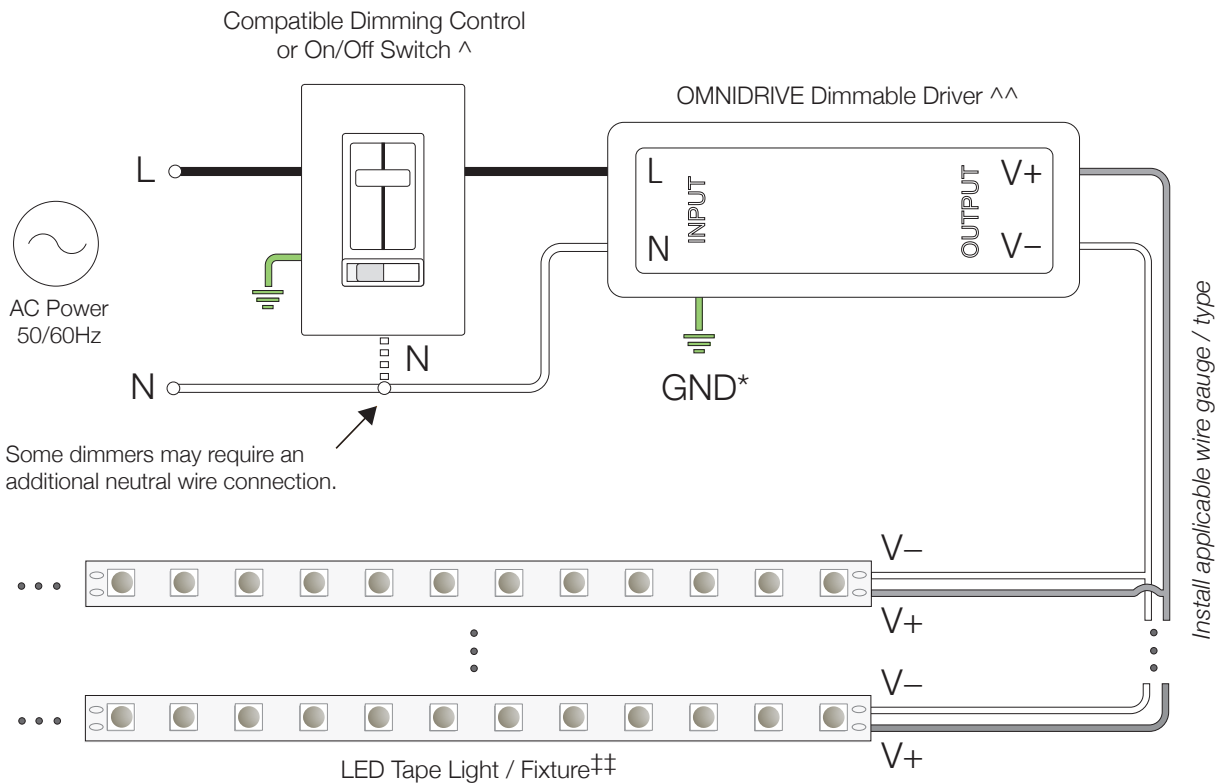 Compatible Dimming Control
or On/Off Switch ^
OMNIDRIVE Dimmable Driver ^^
L
L
INPUT
N
OUTPUT
V+
V–
AC Power
50/60Hz
N
N
GND*
Some dimmers may require an
additional neutral wire connection.
Install applicable wire gauge / type
V–
V+
V–
V+
LED Tape Light / Fixture‡‡